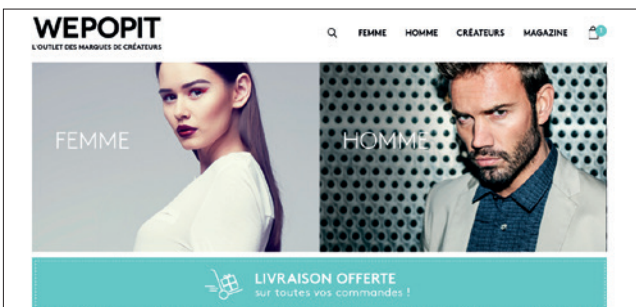 WEPOPIT
L'OUTLET DES MARQUES DE CRÉATEURS
FEMME HOMME CRÉATEURS MAGAZINE
FEMME
HOMME
LIVRAISON OFFERTE
sur toutes vos commandes !